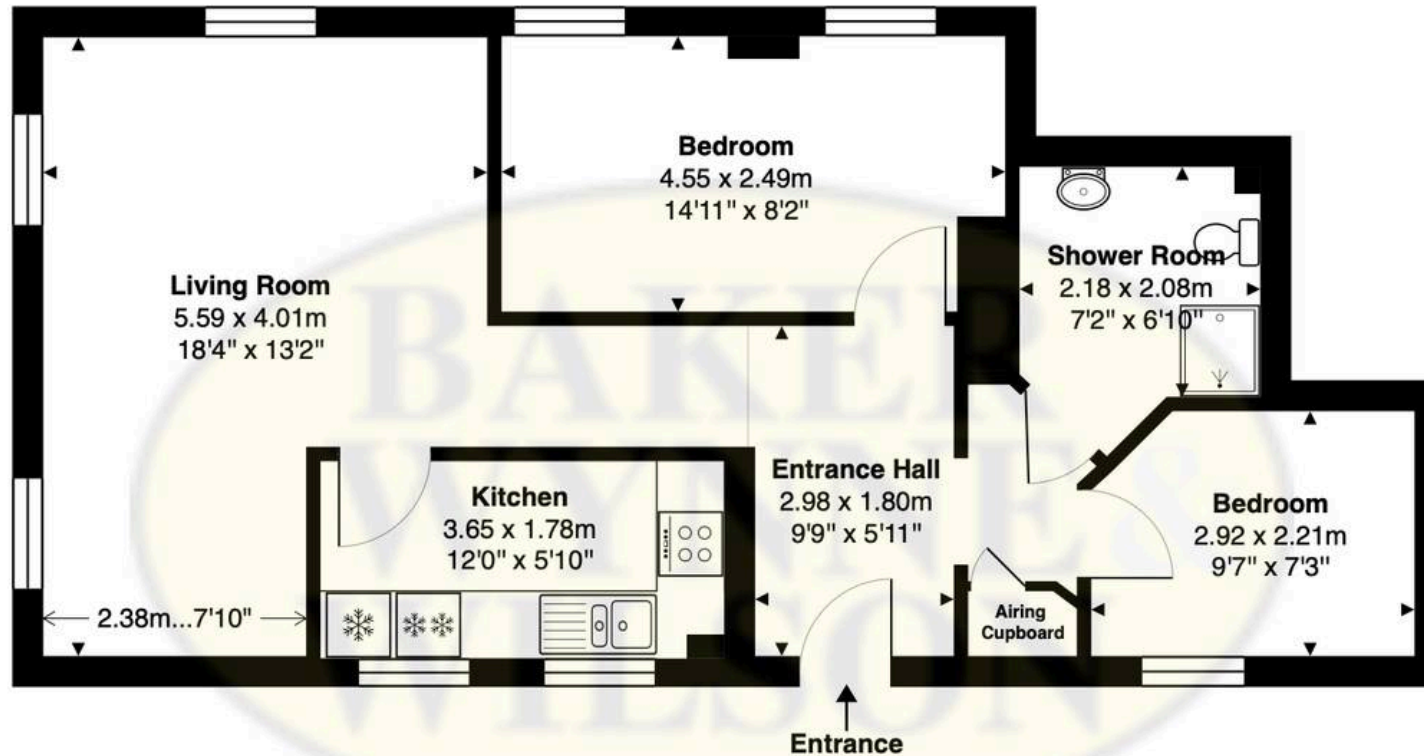 Bedroom
4.55 x 2.49m
14'11" x 8'2"
Living Room
5.59 x 4.01m
18'4" x 13'2"
Shower Room
2.18 x 2.08m
7'2" x 6'10"
Kitchen
3.65 x 1.78m
12'0" x 5'10"
Entrance Hall
2.98 x 1.80m
9'9" x 5'11"
Bedroom
2.92 x 2.21m
9'7" x 7'3"
2.38m...7'10"
Airing
Cupboard
Entrance
BAKER
WYNNE &
WILSON